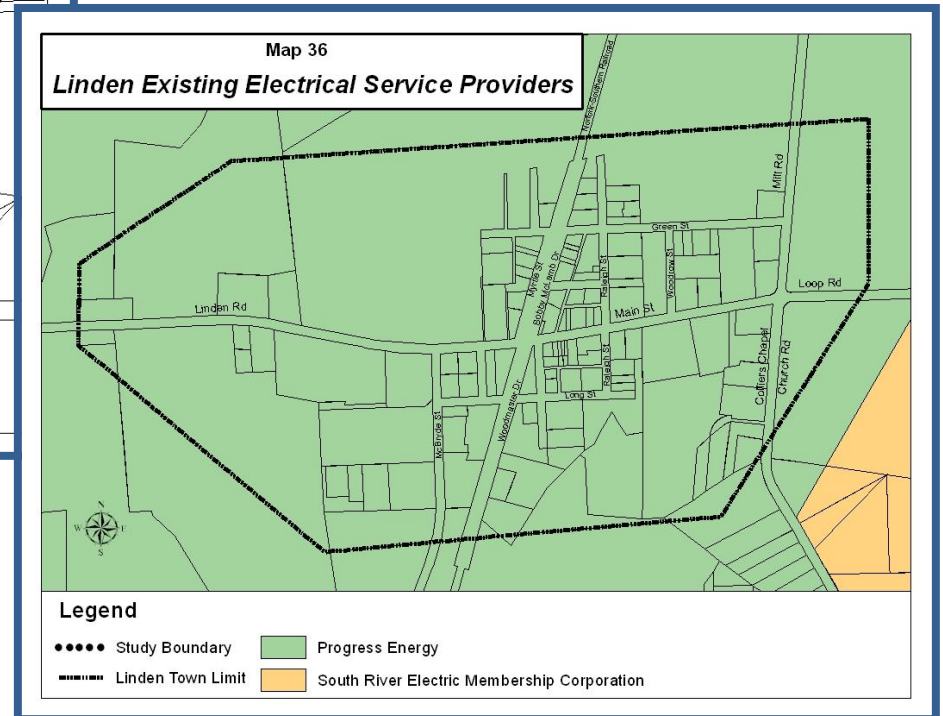 Map 36
Linden Existing Electrical Service Providers
Norfolk-Southern Railroad
Mill Rd
Green St
Myrtle St
Bobby McLamb Dr
Raleigh St
Woodrow St
Loop Rd
Linden Rd
Main St
Colliers Chapel
Church Rd
Raleigh St
Long St
Woodmaster Dr
McBryde St
N
W E
S
Legend
Study Boundary
Progress Energy
Linden Town Limit
South River Electric Membership Corporation